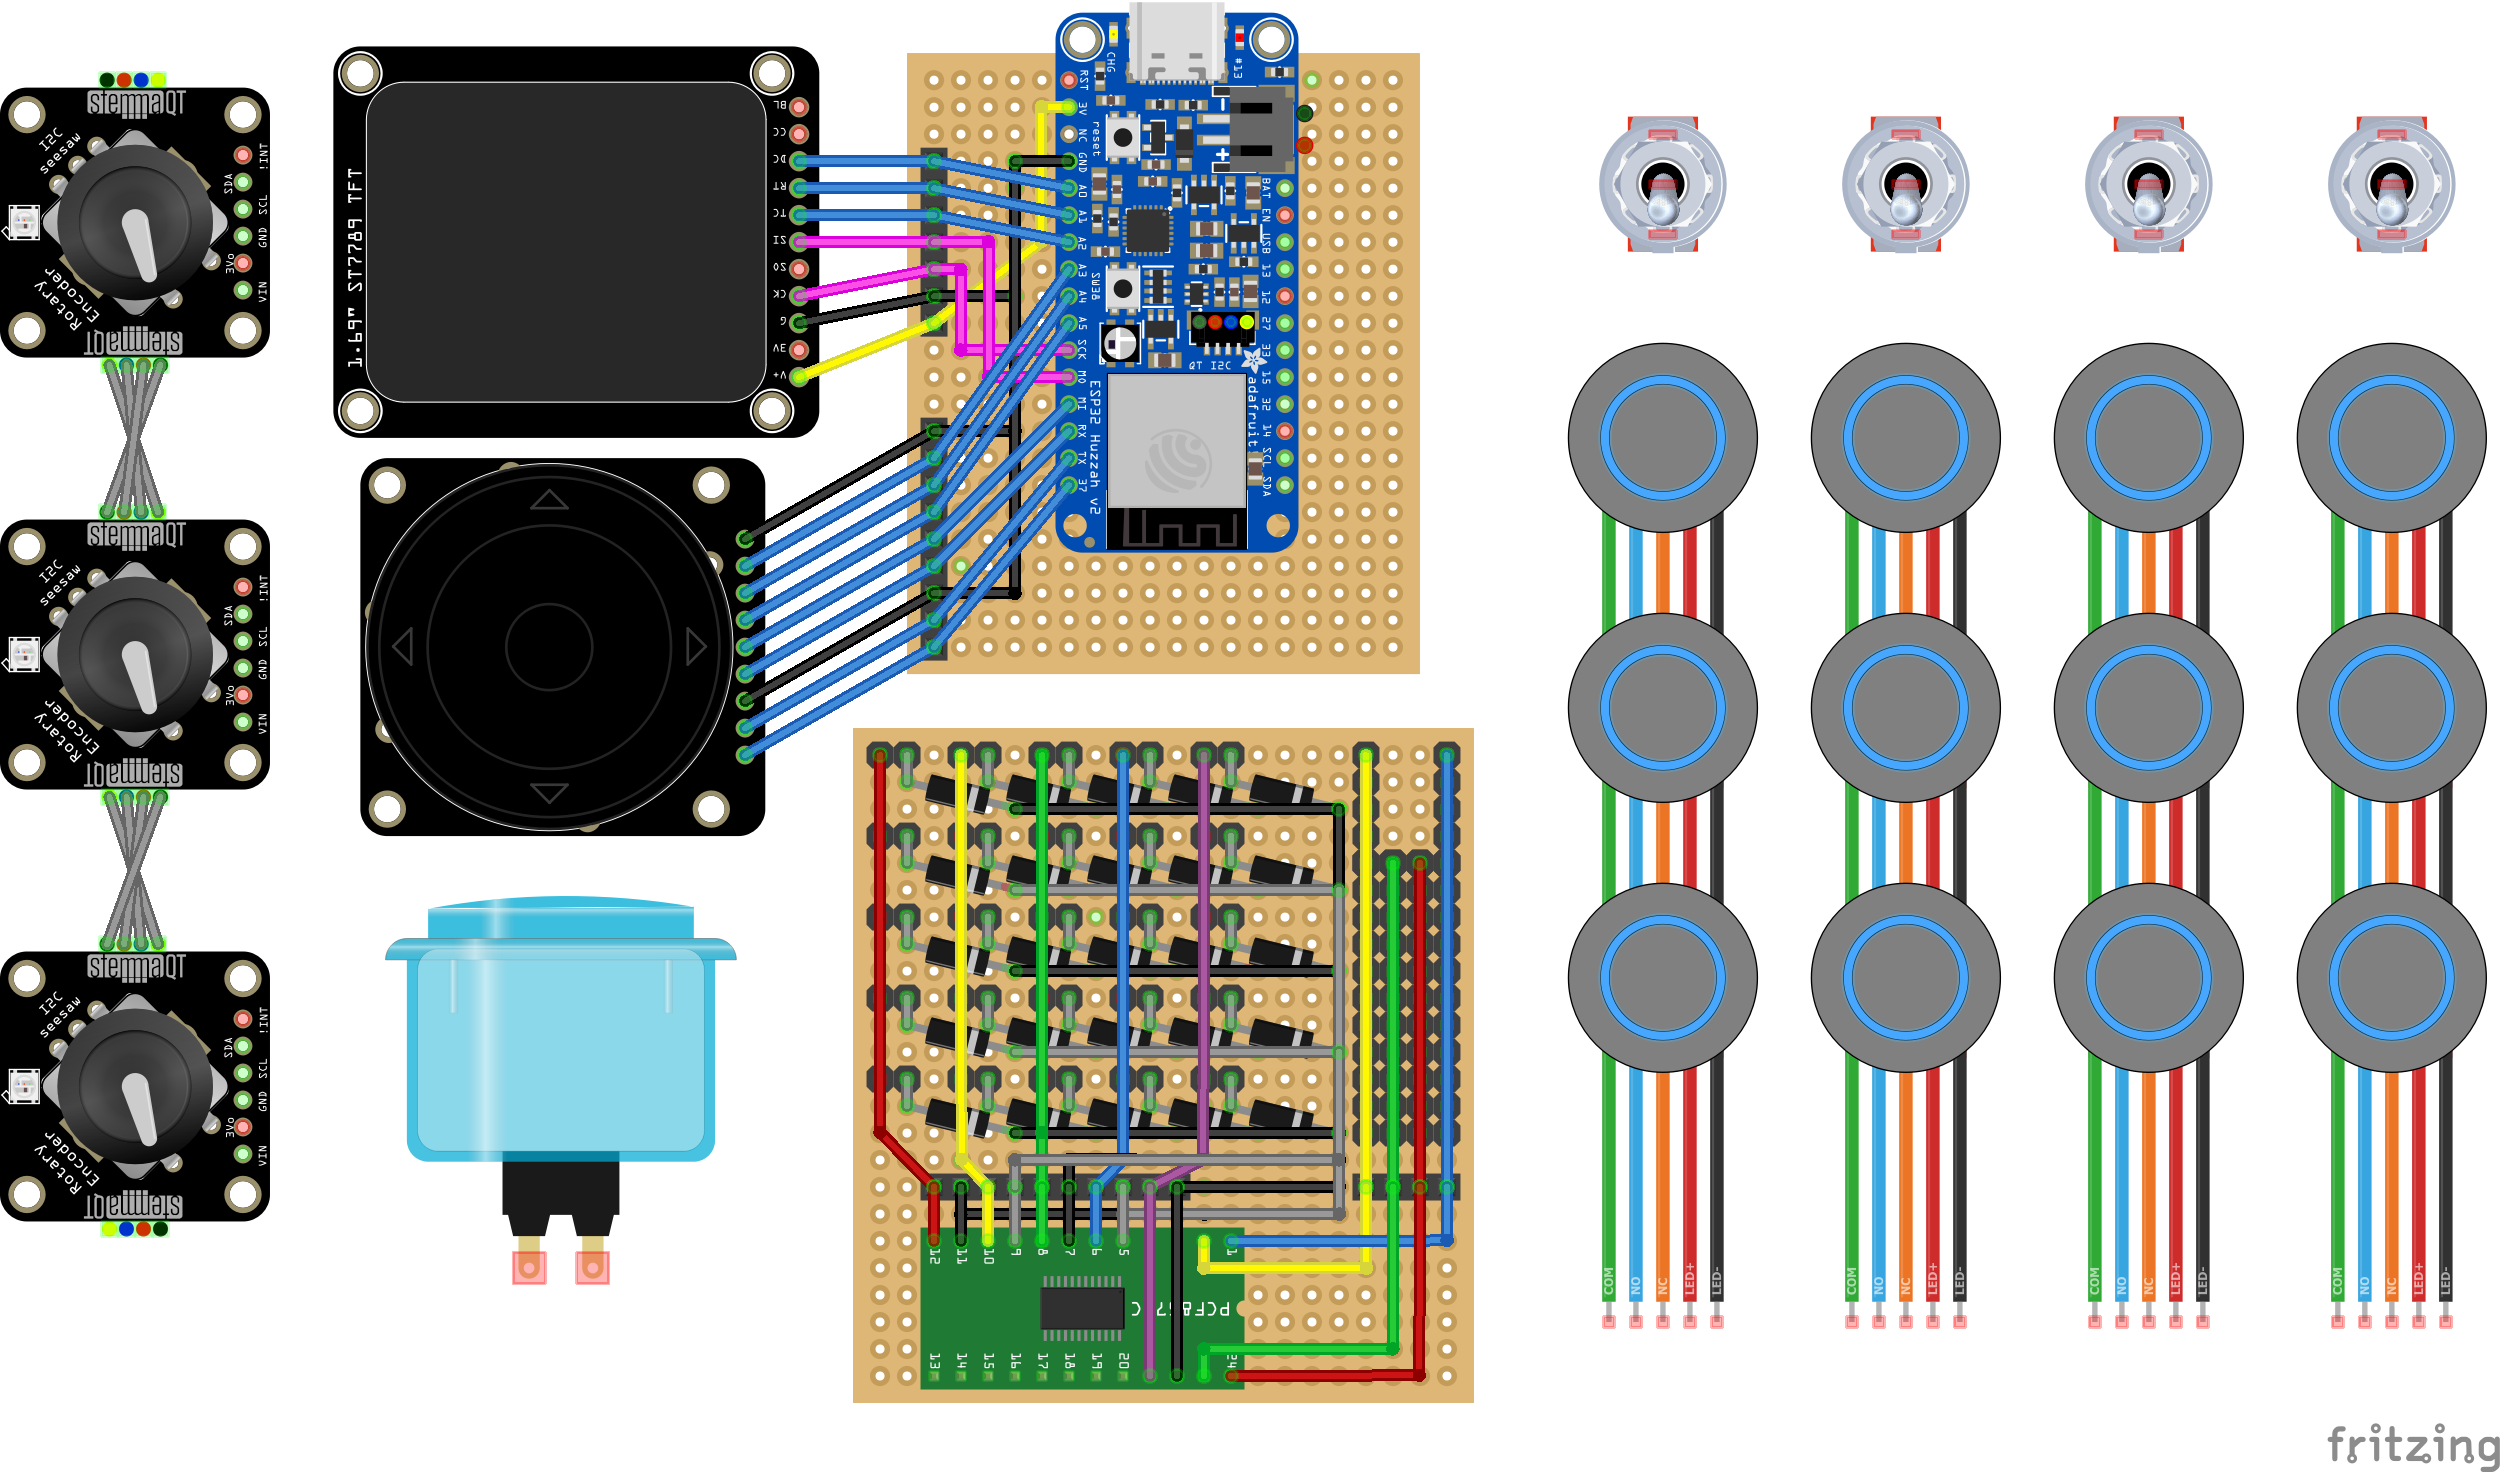 stemmaQT
I2C
seesaw
!INT
SDA
SCL
GND
3Vo
VIN
Rotary
Encoder
stemmaQT
stemmaQT
I2C
seesaw
!INT
SDA
SCL
GND
3Vo
VIN
Rotary
Encoder
stemmaQT
stemmaQT
I2C
seesaw
!INT
SDA
SCL
GND
3Vo
VIN
Rotary
Encoder
stemmaQT
1.69" ST7789 TFT
BL
CC
DC
RT
TC
SI
SO
CK
G
VE
V+
CHG
#13
RST
3V
NC
GND
A0
A1
A2
A3
A4
A5
SCK
MO
MI
RX
TX
37
reset
SW38
BAT
EN
USB
13
12
27
33
15
32
14
SCL
SDA
QT I2C
adafruit
ESP32 Huzzah v2
12
11
10
9
8
7
6
5
1
13
14
15
16
17
18
19
20
COM
NO
NC
LED+
LED-
COM
NO
NC
LED+
LED-
COM
NO
NC
LED+
LED-
COM
NO
NC
LED+
LED-
fritzing